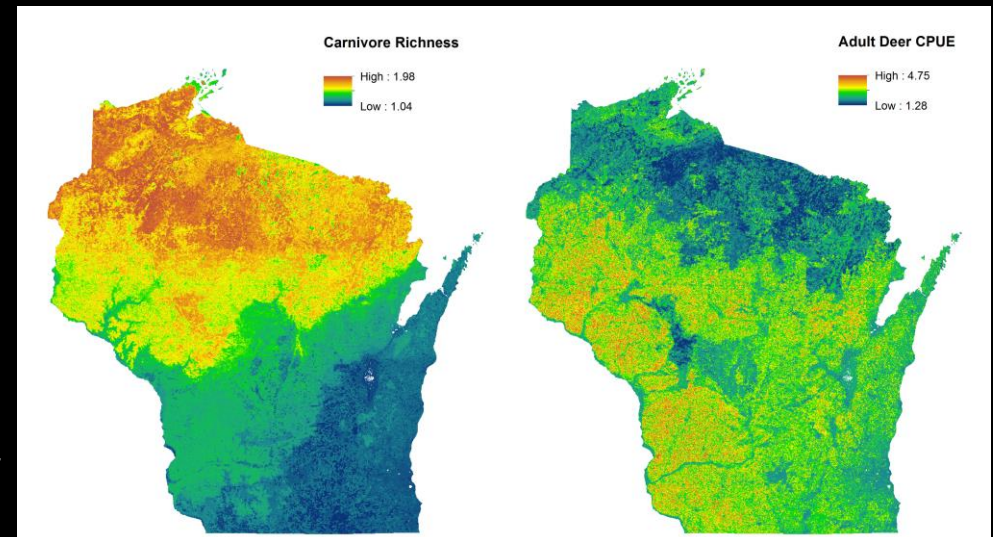 Carnivore Richness
High : 1.98
Low : 1.04
Adult Deer CPUE
High : 4.75
Low : 1.28